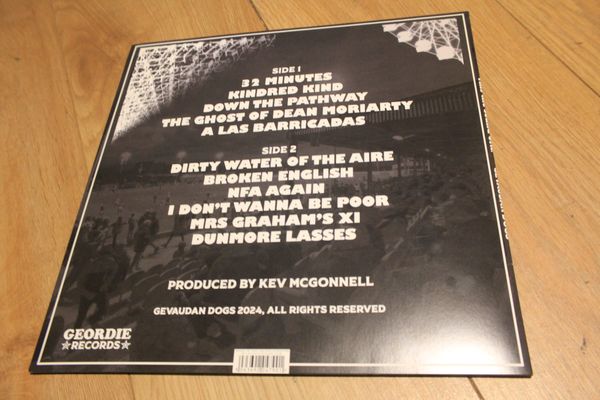 SIDE 1
32 MINUTES
KINDRED KIND
DOWN THE PATHWAY
THE GHOST OF DEAN MORIARTY
A LAS BARRICADAS
SIDE 2
DIRTY WATER OF THE AIRE
BROKEN ENGLISH
NFA AGAIN
I DON'T WANNA BE POOR
MRS GRAHAM'S XI
DUNMORE LASSES
PRODUCED BY KEV MCGONNELL
GEVAUDAN DOGS 2024, ALL RIGHTS RESERVED
GEORDIE
RECORDS